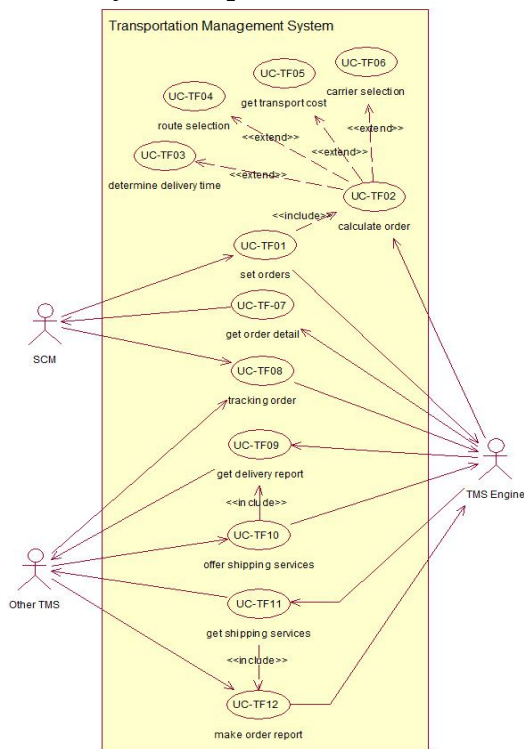 Transportation Management System
UC-TF06
UC-TF05
carrier selection
UC-TF04
get transport cost
route selection
<<extend>>
<<extend>>
<<extend>>
UC-TF03
determine delivery time
<<extend>>
UC-TF02
<<include>>
calculate order
UC-TF01
set orders
UC-TF-07
get order detail
SCM
UC-TF08
tracking order
UC-TF09
get delivery report
TMS Engine
<<include>>
UC-TF10
offer shipping services
Other TMS
UC-TF11
get shipping services
<<include>>
UC-TF12
make order report